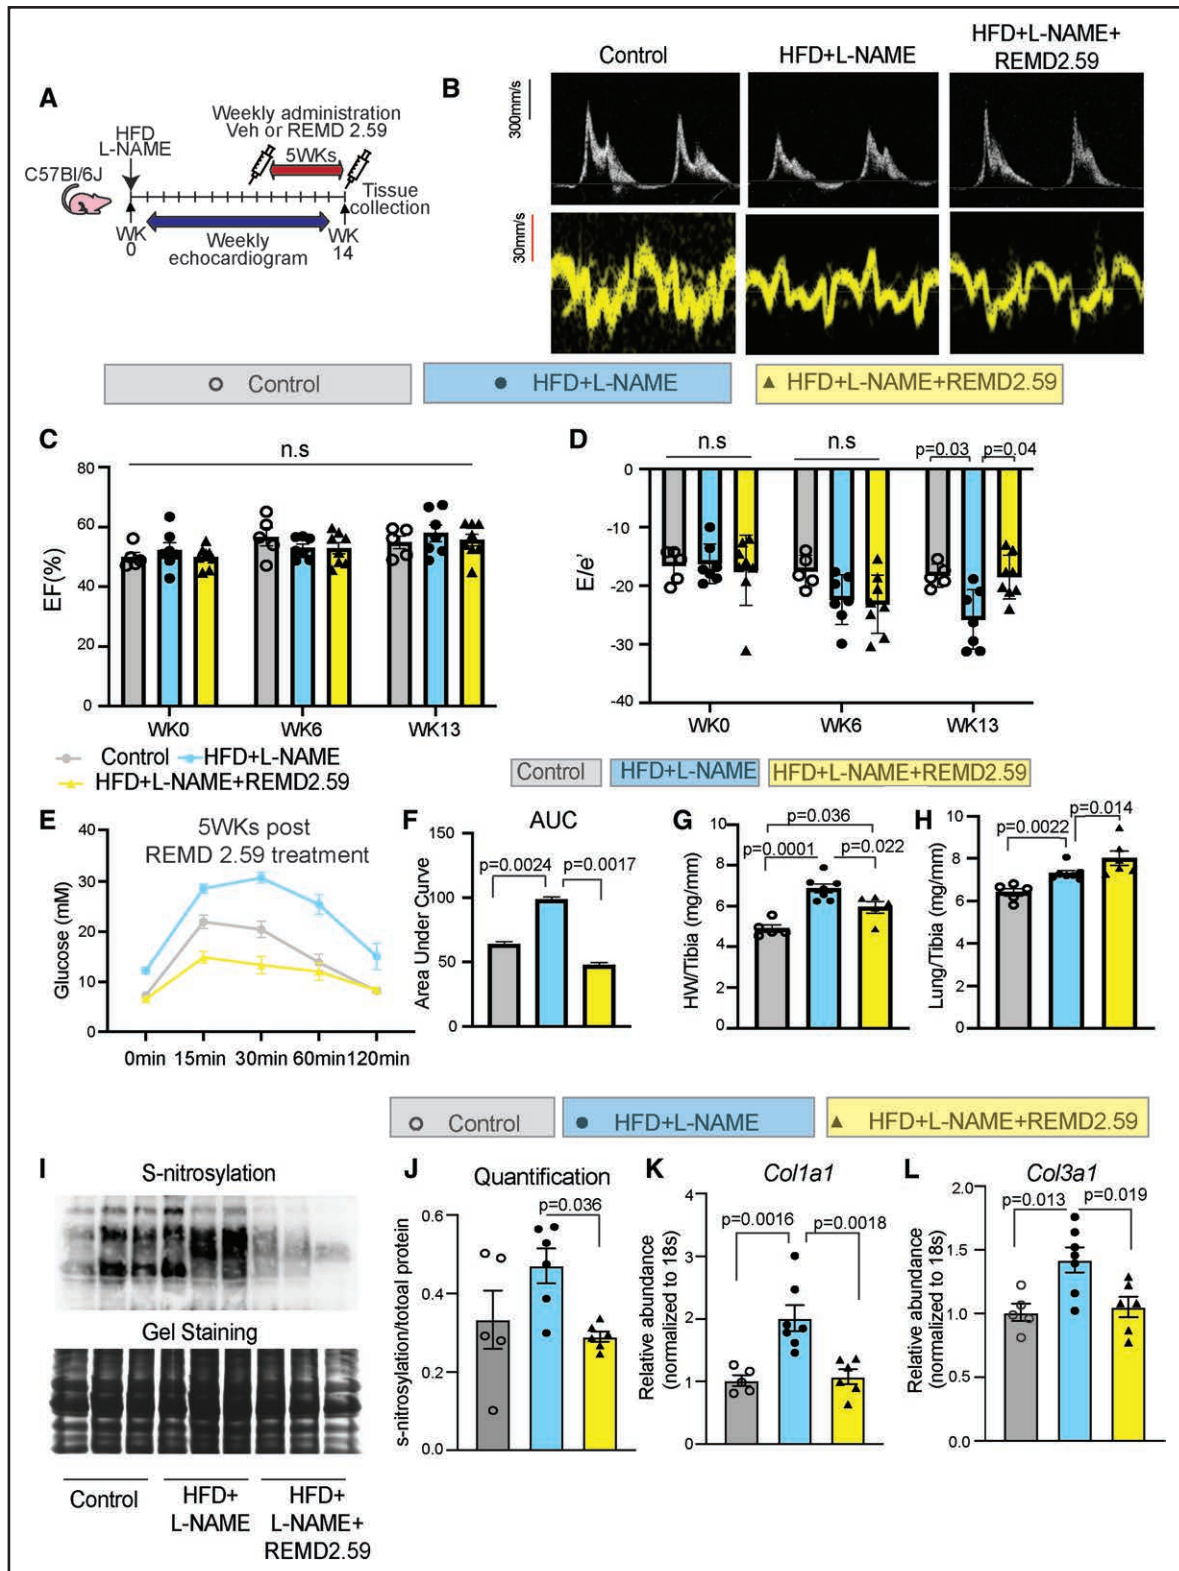 A
Weekly administration
Veh or REMD 2.59
HFD
L-NAME
5WKs
C57Bl/6J
Tissue
collection
WK
0
Weekly
echocardiogram
WK
14
B
Control
HFD+L-NAME
HFD+L-NAME+
REMD2.59
300mm/s
30mm/s
Control
HFD+L-NAME
HFD+L-NAME+REMD2.59
C
n.s
EF(%)
80
60
40
20
0
WK0
WK6
WK13
D
n.s
n.s
p=0.03
p=0.04
E/e'
0
-10
-20
-30
-40
WK0
WK6
WK13
Control
HFD+L-NAME
HFD+L-NAME+REMD2.59
Control
HFD+L-NAME
HFD+L-NAME+REMD2.59
E
5WKs post
REMD 2.59 treatment
Glucose (mM)
40
30
20
10
0
0min
15min
30min
60min
120min
F
AUC
p=0.0024
p=0.0017
Area Under Curve
150
100
50
0
G
p=0.036
p=0.0001
p=0.022
HW/Tibia (mg/mm)
10
8
6
4
2
0
H
p=0.014
p=0.0022
Lung/Tibia (mg/mm)
10
8
6
4
2
0
Control
HFD+L-NAME
HFD+L-NAME+REMD2.59
I
S-nitrosylation
Gel Staining
Control
HFD+
L-NAME
HFD+
L-NAME+
REMD2.59
J
Quantification
p=0.036
s-nitrosylation/totoal protein
0.6
0.4
0.2
0.0
K
Col1a1
p=0.0016
p=0.0018
Relative abundance
(normalized to 18s)
4
3
2
1
0
L
Col3a1
p=0.013
p=0.019
Relative abundance
(normalized to 18s)
2.0
1.5
1.0
0.5
0.0